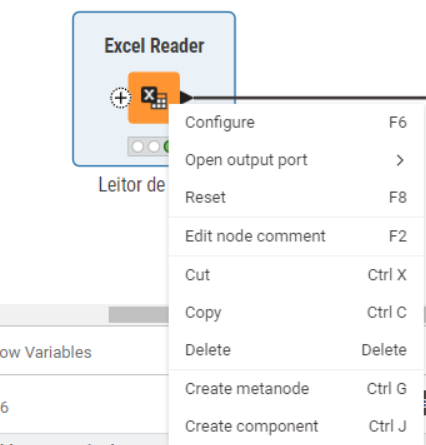 Excel Reader
X
Configure F6
Open output port >
Reset F8
Leitor de
Edit node comment F2
Cut Ctrl X
Copy Ctrl C
ow Variables
Delete Delete
Create metanode Ctrl G
6
Create component Ctrl J